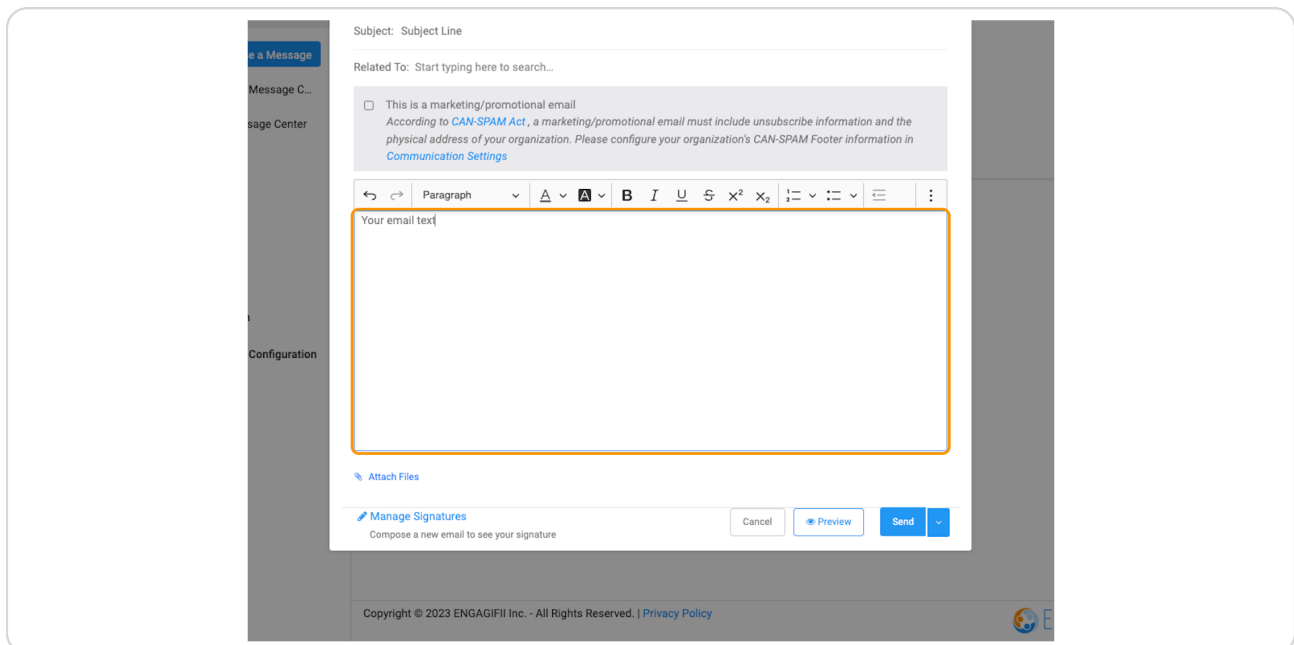 Subject: Subject Line
e a Message
Related To: Start typing here to search...
Message C...
This is a marketing/promotional email
According to CAN-SPAM Act , a marketing/promotional email must include unsubscribe information and the
sage Center
physical address of your organization. Please configure your organization's CAN-SPAM Footer information in
Communication Settings
Paragraph
Your email text
Configuration
Attach Files
Manage Signatures
Compose a new email to see your signature
Cancel
Preview
Send
Copyright © 2023 ENGAGIFII Inc. - All Rights Reserved. | Privacy Policy
E